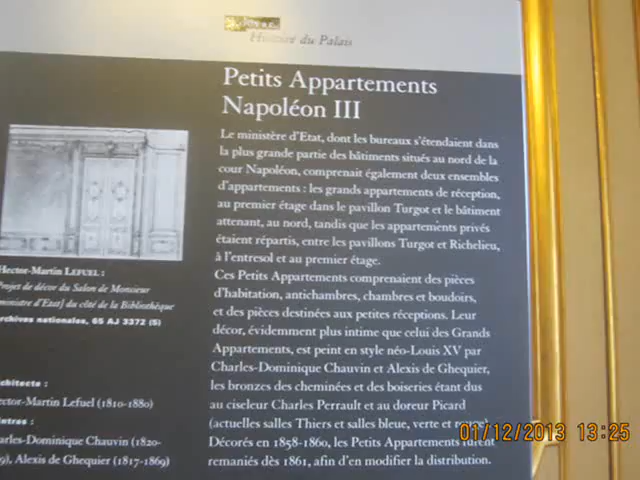 Histoire du Palais
Petits Appartements
Napoléon III
Le ministère d'Etat, dont les bureaux s'étendaient dans
la plus grande partie des bâtiments situés au nord de la
cour Napoléon, comprenait également deux ensembles
d'appartements : les grands appartements de réception,
au premier étage dans le pavillon Turgot et le bâtiment
attenant, au nord, tandis que les appartements privés
étaient répartis, entre les pavillons Turgot et Richelieu,
à l'entresol et au premier étage.
Ces Petits Appartements comprenaient des pièces
d'habitation, antichambres, chambres et boudoirs,
et des pièces destinées aux petites réceptions. Leur
décor, évidemment plus intime que celui des Grands
Appartements, est peint en style néo-Louis XV par
Charles-Dominique Chauvin et Alexis de Ghequier,
les bronzes des cheminées et des boiseries étant dus
au ciseleur Charles Perrault et au doreur Picard
(actuelles salles Thiers et salles bleue, verte et
Décorés en 1858-1860, les Petits Appartements furent
remaniés dès 1861, afin d'en modifier la distribution.
Hector-Martin LEFUEL :
Projet de décor du Salon de Monsieur
ministre d'Etat] du côté de la Bibliothèque
rchives nationales, 65 AJ 3372 (5)
chitecte :
ector-Martin Lefuel (1810-1880)
intres :
arles-Dominique Chauvin (1820-
9), Alexis de Ghequier (1817-1869)
01/12/2013 13:25